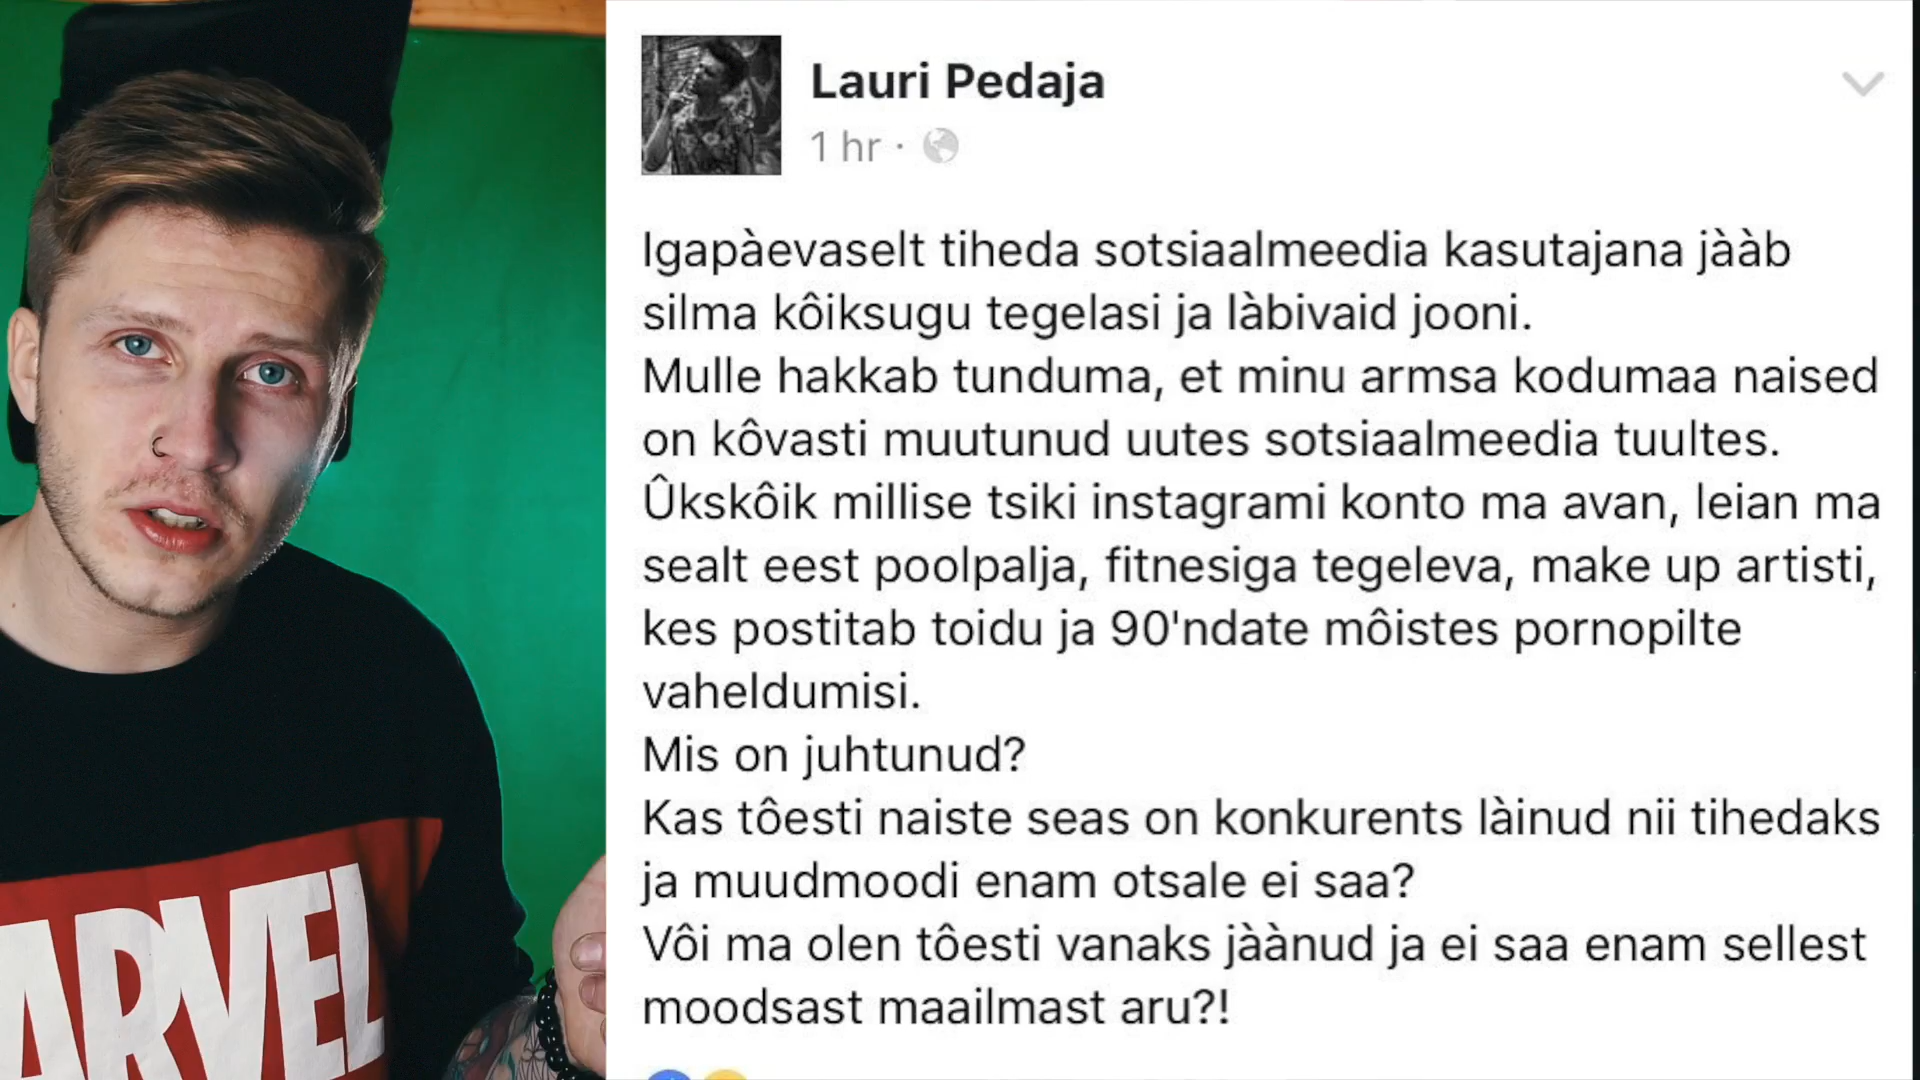 Lauri Pedaja
1 hr ·
Igapàevaselt tiheda sotsiaalmeedia kasutajana jààb
silma kôiksugu tegelasi ja làbivaid jooni.
Mulle hakkab tunduma, et minu armsa kodumaa naised
on kôvasti muutunud uutes sotsiaalmeedia tuultes.
Ûkskôik millise tsiki instagrami konto ma avan, leian ma
sealt eest poolpalja, fitnesiga tegeleva, make up artisti,
kes postitab toidu ja 90'ndate môistes pornopilte
vaheldumisi.
Mis on juhtunud?
Kas tôesti naiste seas on konkurents làinud nii tihedaks
ja muudmoodi enam otsale ei saa?
Vôi ma olen tôesti vanaks jàànud ja ei saa enam sellest
moodsast maailmast aru?!
ARVEL